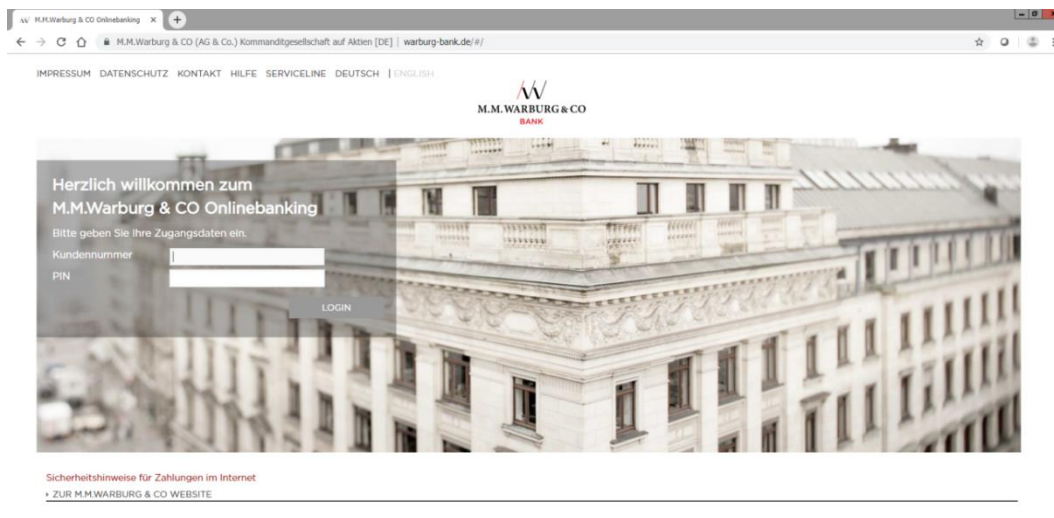 M.M.Warburg & CO Onlinebanking
M.M.Warburg & CO (AG & Co.) Kommanditgesellschaft auf Aktien [DE] | warburg-bank.de/#/
IMPRESSUM DATENSCHUTZ KONTAKT HILFE SERVICELINE DEUTSCH | ENGLISH
M.M.WARBURG & CO
BANK
Herzlich willkommen zum
M.M.Warburg & CO Onlinebanking
Bitte geben Sie Ihre Zugangsdaten ein.
Kundennummer
PIN
LOGIN
Sicherheitshinweise für Zahlungen im Internet
ZUR M.M.WARBURG & CO WEBSITE